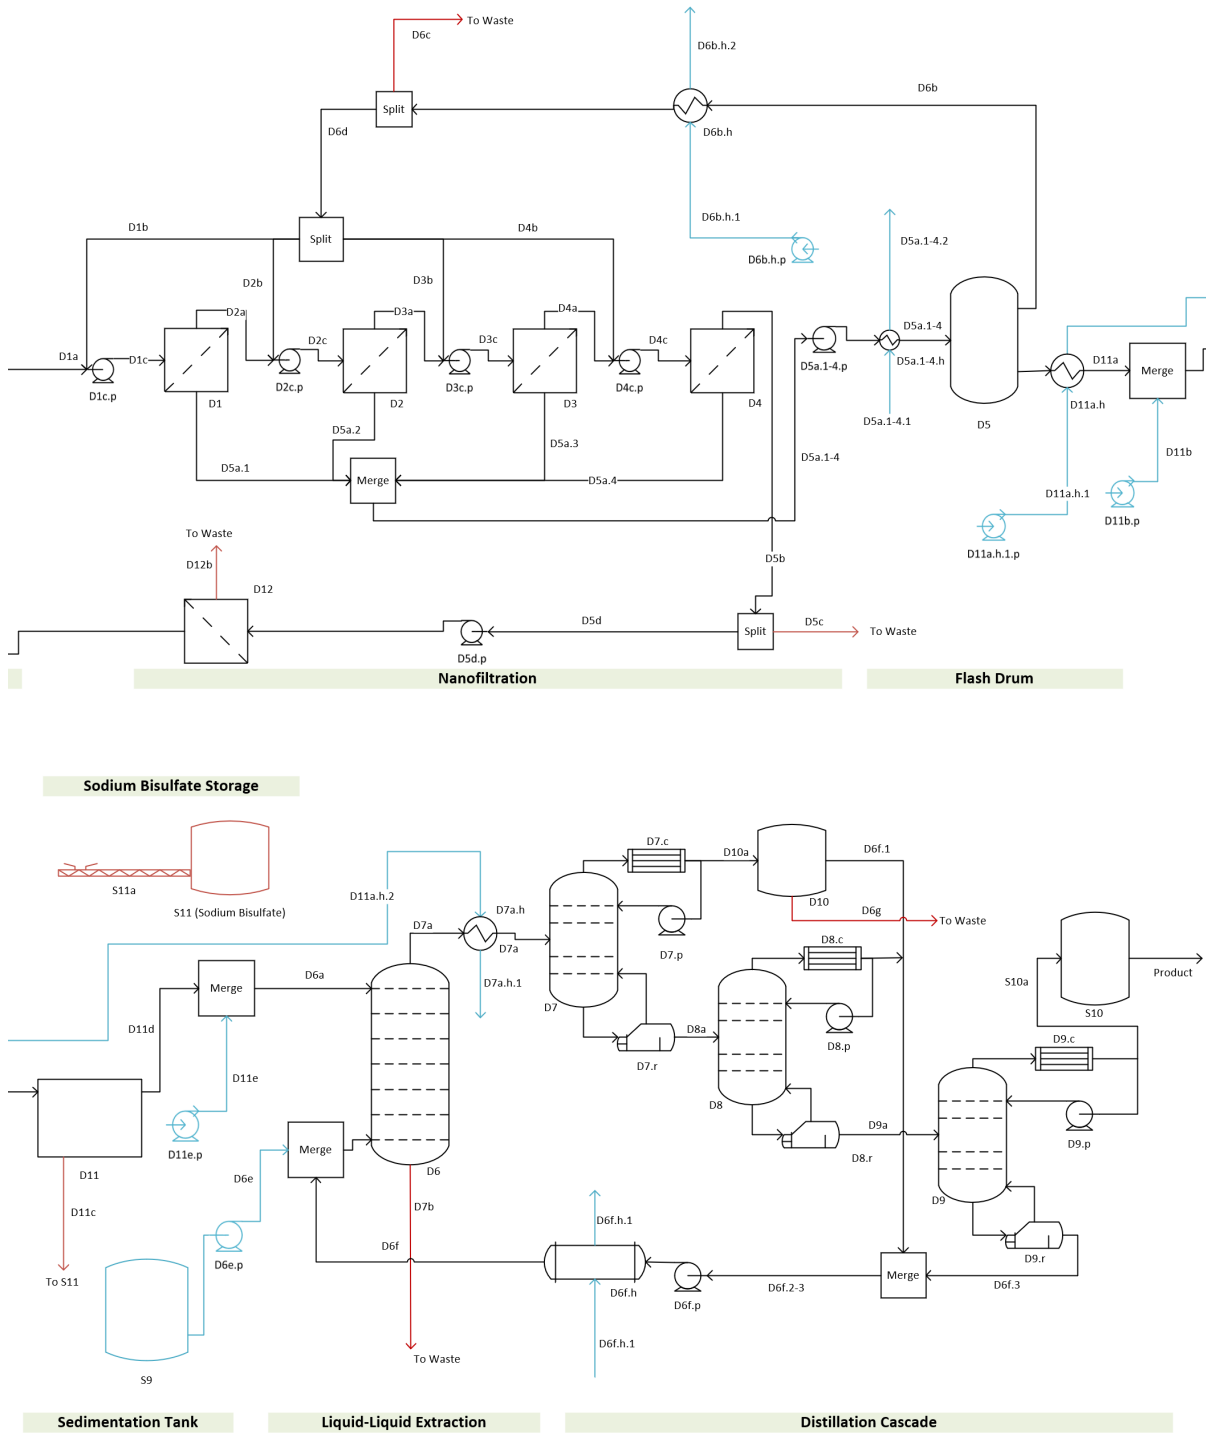 To Waste
D6c
D6b.h.2
D6b
Split
D6b.h
D6d
D6b.h.1
D1b
D4b
Split
D5a.1-4.2
D6b.h.p
D2b
D3b
D2a
D3a
D4a
D5a.1-4
D1a
D1c
D2c
D3c
D4c
D5a.1-4.h
D11a
Merge
D1c.p
D2c.p
D3c.p
D4c.p
D5a.1-4.p
D11a.h
D1
D2
D3
D4
D5a.1-4.1
D5
D5a.2
D5a.3
D5a.1-4
D11b
D5a.1
Merge
D5a.4
D11a.h.1
D11b.p
To Waste
D11a.h.1.p
D12b
D5b
D12
D5d
Split
D5c
To Waste
D5d.p
Nanofiltration
Flash Drum
Sodium Bisulfate Storage
D7.c
D10a
D6f.1
S11a
D11a.h.2
S11 (Sodium Bisulfate)
D7a.h
D10
D6g
To Waste
D7a
D7a
D7.p
D8.c
D6a
Merge
D7a.h.1
D7
Product
S10a
S10
D11d
D8a
D8.p
D9.c
D7.r
D11e
D8
D9a
D11e.p
Merge
D8.r
D9.p
D11
D6
D6e
D9
D7b
D11c
D6f.h.1
D6f
D9.r
D6e.p
To S11
Merge
D6f.h
D6f.2-3
D6f.3
D6f.p
D6f.h.1
To Waste
S9
Sedimentation Tank
Liquid-Liquid Extraction
Distillation Cascade